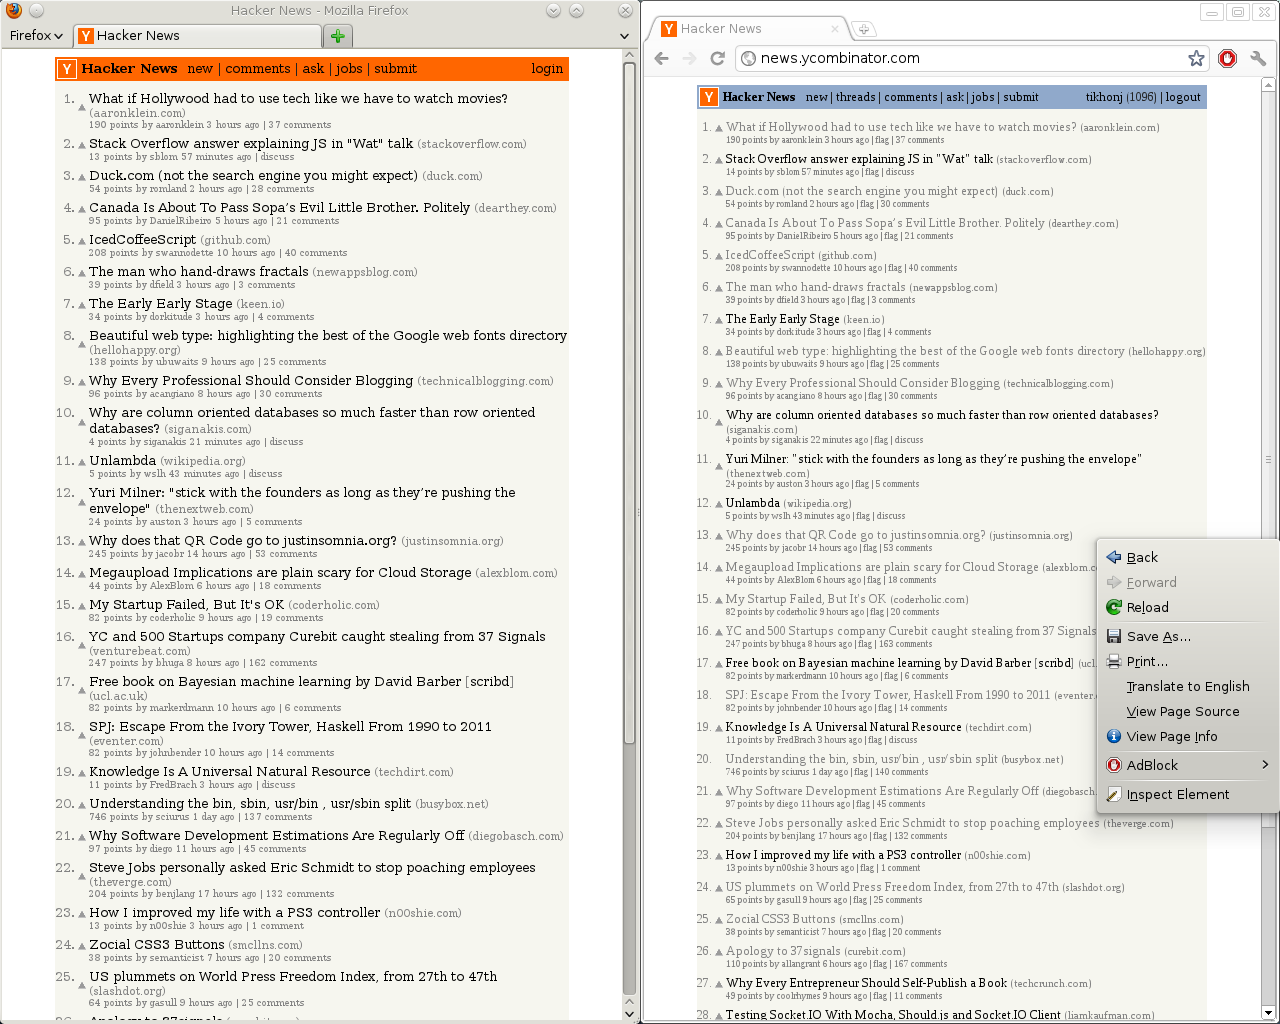 Hacker News - Mozilla Firefox
Firefox
Hacker News
Y Hacker News new | comments | ask | jobs | submit login
1. What if Hollywood had to use tech like we have to watch movies?
(aaronklein.com)
190 points by aaronklein 3 hours ago | 37 comments
2. Stack Overflow answer explaining JS in "Wat" talk (stackoverflow.com)
13 points by sblom 57 minutes ago | discuss
3. Duck.com (not the search engine you might expect) (duck.com)
54 points by romland 2 hours ago | 28 comments
4. Canada Is About To Pass Sopa's Evil Little Brother. Politely (dearthey.com)
95 points by DanielRibeiro 5 hours ago | 21 comments
5. IcedCoffeeScript (github.com)
208 points by swannodette 10 hours ago | 40 comments
6. The man who hand-draws fractals (newappsblog.com)
39 points by dfield 3 hours ago | 3 comments
7. The Early Early Stage (keen.io)
34 points by dorkitude 3 hours ago | 4 comments
8. Beautiful web type: highlighting the best of the Google web fonts directory
(hellohappy.org)
138 points by ubuwaits 9 hours ago | 25 comments
9. Why Every Professional Should Consider Blogging (technicalblogging.com)
96 points by acangiano 8 hours ago | 30 comments
10. Why are column oriented databases so much faster than row oriented
databases? (siganakis.com)
4 points by siganakis 21 minutes ago | discuss
11. Unlambda (wikipedia.org)
5 points by wslh 43 minutes ago | discuss
12. Yuri Milner: "stick with the founders as long as they're pushing the
envelope" (thenextweb.com)
24 points by auston 3 hours ago | 5 comments
13. Why does that QR Code go to justinsomnia.org? (justinsomnia.org)
245 points by jacobr 14 hours ago | 53 comments
14. Megaupload Implications are plain scary for Cloud Storage (alexblom.com)
44 points by AlexBlom 6 hours ago | 18 comments
15. My Startup Failed, But It's OK (coderholic.com)
82 points by coderholic 9 hours ago | 19 comments
16. YC and 500 Startups company Curebit caught stealing from 37 Signals
(venturebeat.com)
247 points by bhuga 8 hours ago | 162 comments
17. Free book on Bayesian machine learning by David Barber [scribd]
(ucl.ac.uk)
82 points by markerdmann 10 hours ago | 6 comments
18. SPJ: Escape From the Ivory Tower, Haskell From 1990 to 2011
(eventer.com)
82 points by johnbender 10 hours ago | 14 comments
19. Knowledge Is A Universal Natural Resource (techdirt.com)
11 points by FredBrach 3 hours ago | discuss
20. Understanding the bin, sbin, usr/bin , usr/sbin split (busybox.net)
746 points by sciurus 1 day ago | 137 comments
21. Why Software Development Estimations Are Regularly Off (diegobasch.com)
97 points by diego 11 hours ago | 45 comments
22. Steve Jobs personally asked Eric Schmidt to stop poaching employees
(theverge.com)
204 points by benjlang 17 hours ago | 132 comments
23. How I improved my life with a PS3 controller (n00shie.com)
13 points by n00shie 3 hours ago | 1 comment
24. Zocial CSS3 Buttons (smcllns.com)
38 points by semanticist 7 hours ago | 20 comments
25. US plummets on World Press Freedom Index, from 27th to 47th
(slashdot.org)
64 points by gasull 9 hours ago | 25 comments
Hacker News
news.ycombinator.com
Y Hacker News new | threads | comments | ask | jobs | submit tikhonj (1096) | logout
1. What if Hollywood had to use tech like we have to watch movies? (aaronklein.com)
190 points by aaronklein 3 hours ago | flag | 37 comments
2. Stack Overflow answer explaining JS in "Wat" talk (stackoverflow.com)
14 points by sblom 57 minutes ago | flag | discuss
3. Duck.com (not the search engine you might expect) (duck.com)
54 points by romland 2 hours ago | flag | 30 comments
4. Canada Is About To Pass Sopa's Evil Little Brother. Politely (dearthey.com)
95 points by DanielRibeiro 5 hours ago | flag | 21 comments
5. IcedCoffeeScript (github.com)
208 points by swannodette 10 hours ago | flag | 40 comments
6. The man who hand-draws fractals (newappsblog.com)
39 points by dfield 3 hours ago | flag | 3 comments
7. The Early Early Stage (keen.io)
34 points by dorkitude 3 hours ago | flag | 4 comments
8. Beautiful web type: highlighting the best of the Google web fonts directory (hellohappy.org)
138 points by ubuwaits 9 hours ago | flag | 25 comments
9. Why Every Professional Should Consider Blogging (technicalblogging.com)
96 points by acangiano 8 hours ago | flag | 30 comments
10. Why are column oriented databases so much faster than row oriented databases?
(siganakis.com)
4 points by siganakis 22 minutes ago | flag | discuss
11. Yuri Milner: "stick with the founders as long as they're pushing the envelope"
(thenextweb.com)
24 points by auston 3 hours ago | flag | 5 comments
12. Unlambda (wikipedia.org)
5 points by wslh 43 minutes ago | flag | discuss
13. Why does that QR Code go to justinsomnia.org? (justinsomnia.org)
245 points by jacobr 14 hours ago | flag | 53 comments
14. Megaupload Implications are plain scary for Cloud Storage (alexblom.c
44 points by AlexBlom 6 hours ago | flag | 18 comments
15. My Startup Failed, But It's OK (coderholic.com)
82 points by coderholic 9 hours ago | flag | 20 comments
16. YC and 500 Startups company Curebit caught stealing from 37 Signals
247 points by bhuga 8 hours ago | flag | 163 comments
17. Free book on Bayesian machine learning by David Barber [scribd] (ucl
82 points by markerdmann 10 hours ago | flag | 6 comments
18. SPJ: Escape From the Ivory Tower, Haskell From 1990 to 2011 (eventer.
82 points by johnbender 10 hours ago | flag | 14 comments
19. Knowledge Is A Universal Natural Resource (techdirt.com)
11 points by FredBrach 3 hours ago | flag | discuss
20. Understanding the bin, sbin, usr/bin , usr/sbin split (busybox.net)
746 points by sciurus 1 day ago | flag | 140 comments
21. Why Software Development Estimations Are Regularly Off (diegobasch.
97 points by diego 11 hours ago | flag | 45 comments
22. Steve Jobs personally asked Eric Schmidt to stop poaching employees (theverge.com)
204 points by benjlang 17 hours ago | flag | 132 comments
23. How I improved my life with a PS3 controller (n00shie.com)
13 points by n00shie 3 hours ago | flag | 1 comment
24. US plummets on World Press Freedom Index, from 27th to 47th (slashdot.org)
65 points by gasull 9 hours ago | flag | 25 comments
25. Zocial CSS3 Buttons (smcllns.com)
38 points by semanticist 7 hours ago | flag | 20 comments
26. Apology to 37signals (curebit.com)
110 points by allangrant 6 hours ago | flag | 167 comments
27. Why Every Entrepreneur Should Self-Publish a Book (techcrunch.com)
49 points by coolrhymes 9 hours ago | flag | 11 comments
28. Testing Socket.IO With Mocha, Should.js and Socket.IO Client (liamkaufman.com)
Back
Forward
Reload
Save As...
Print...
Translate to English
View Page Source
View Page Info
AdBlock
Inspect Element